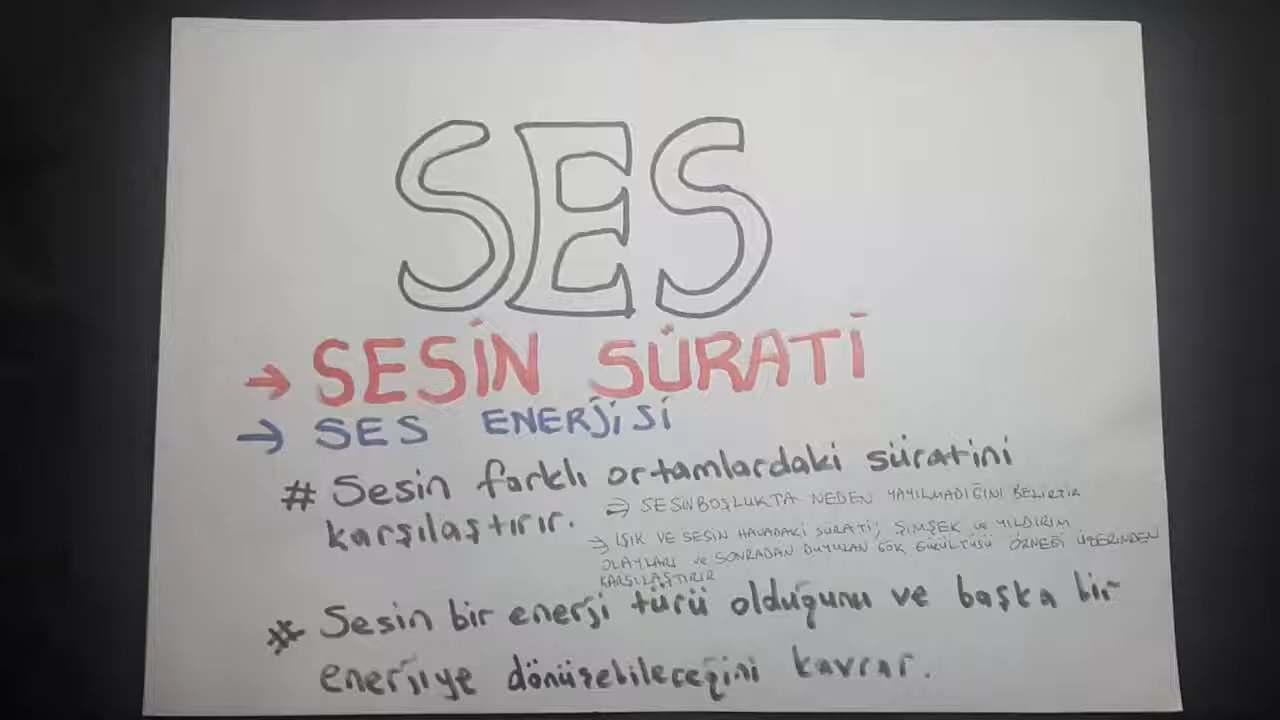 SES
→ SESİN SÜRATİ
→ SES ENERJİSİ
# Sesin farklı ortamlardaki süratini
karşılaştırır.
⇒ SESİN BOŞLUKTA NEDEN YAYILMADIĞINI BELİRTİR
⇒ IŞIK VE SESİN HAVADAKİ SÜRATİ; ŞİMŞEK ve YILDIRIM
OLAYLARI ve SONRADAN DUYULAN GÖK GÜRÜLTÜSÜ ÖRNEĞİ ÜZERİNDEN
KARŞILAŞTIRIR
* Sesin bir enerji türü olduğunu ve başka bir
enerjiye dönüşebileceğini kavrar.